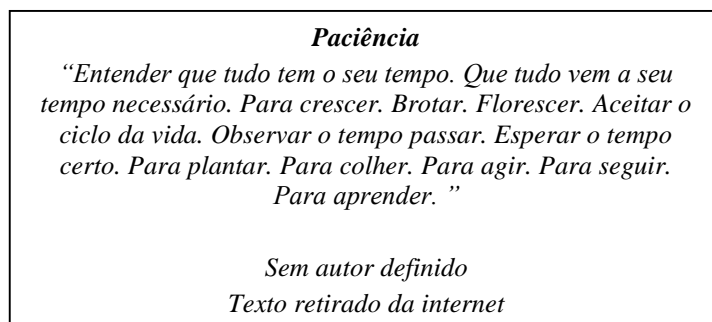 Paciência
“Entender que tudo tem o seu tempo. Que tudo vem a seu
tempo necessário. Para crescer. Brotar. Florescer. Aceitar o
ciclo da vida. Observar o tempo passar. Esperar o tempo
certo. Para plantar. Para colher. Para agir. Para seguir.
Para aprender. ”
Sem autor definido
Texto retirado da internet